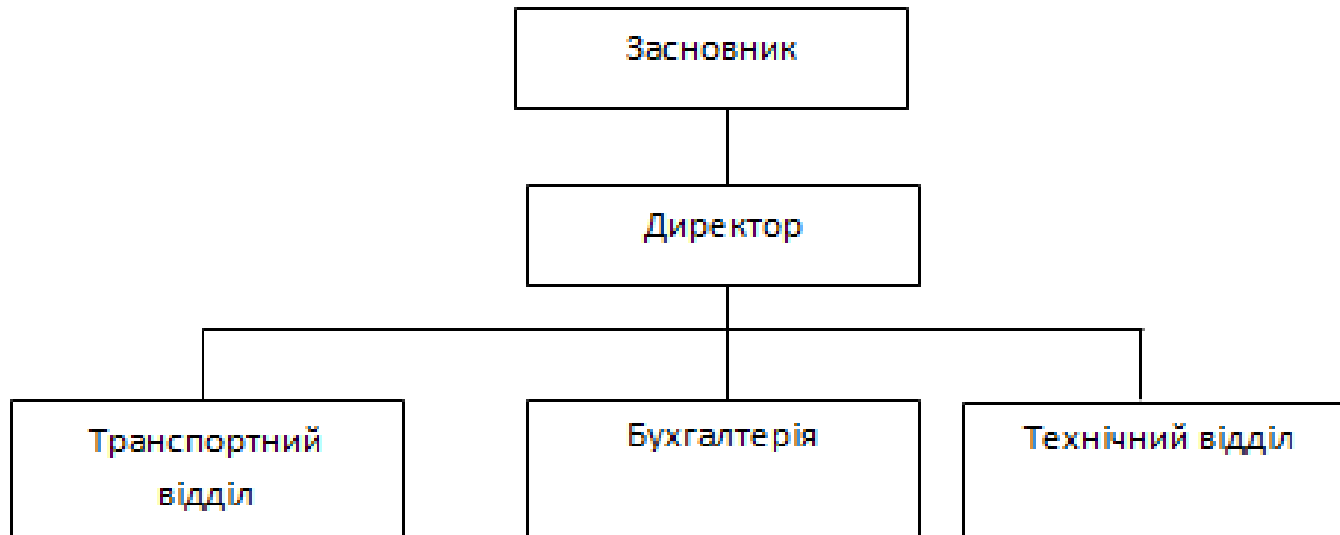 Засновник
Директор
Транспортний
відділ
Бухгалтерія
Технічний відділ